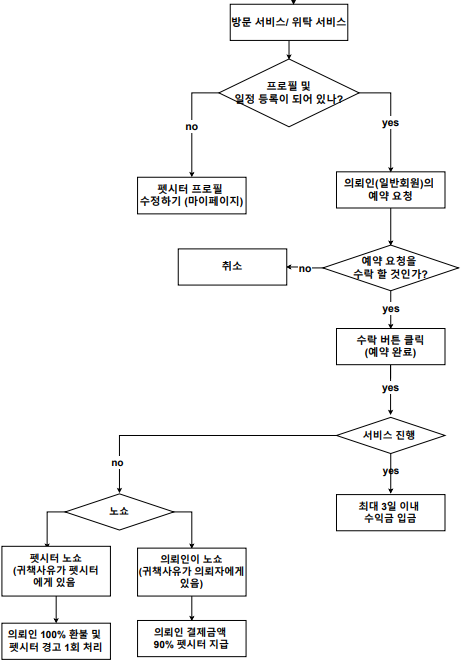 방문 서비스/ 위탁 서비스
프로필 및
일정 등록이 되어 있나?
no
yes
펫시터 프로필
수정하기 (마이페이지)
의뢰인(일반회원)의
예약 요청
예약 요청을
수락 할 것인가?
no
취소
yes
수락 버튼 클릭
(예약 완료)
yes
서비스 진행
no
yes
노쇼
최대 3일 이내
수익금 입금
펫시터 노쇼
(귀책사유가 펫시터
에게 있음
의뢰인이 노쇼
(귀책사유가 의뢰자에게
있음)
의뢰인 100% 환불 및
펫시터 경고 1회 처리
의뢰인 결제금액
90% 펫시터 지급